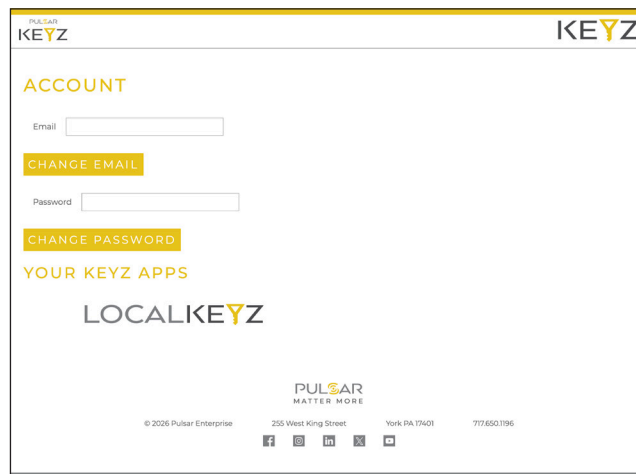 PULSAR
KEYZ
KEYZ
ACCOUNT
Email
CHANGE EMAIL
Password
CHANGE PASSWORD
YOUR KEYZ APPS
LOCALKEYZ
PULSAR
MATTER MORE
© 2026 Pulsar Enterprise 255 West King Street York PA 17401 717.650.1196